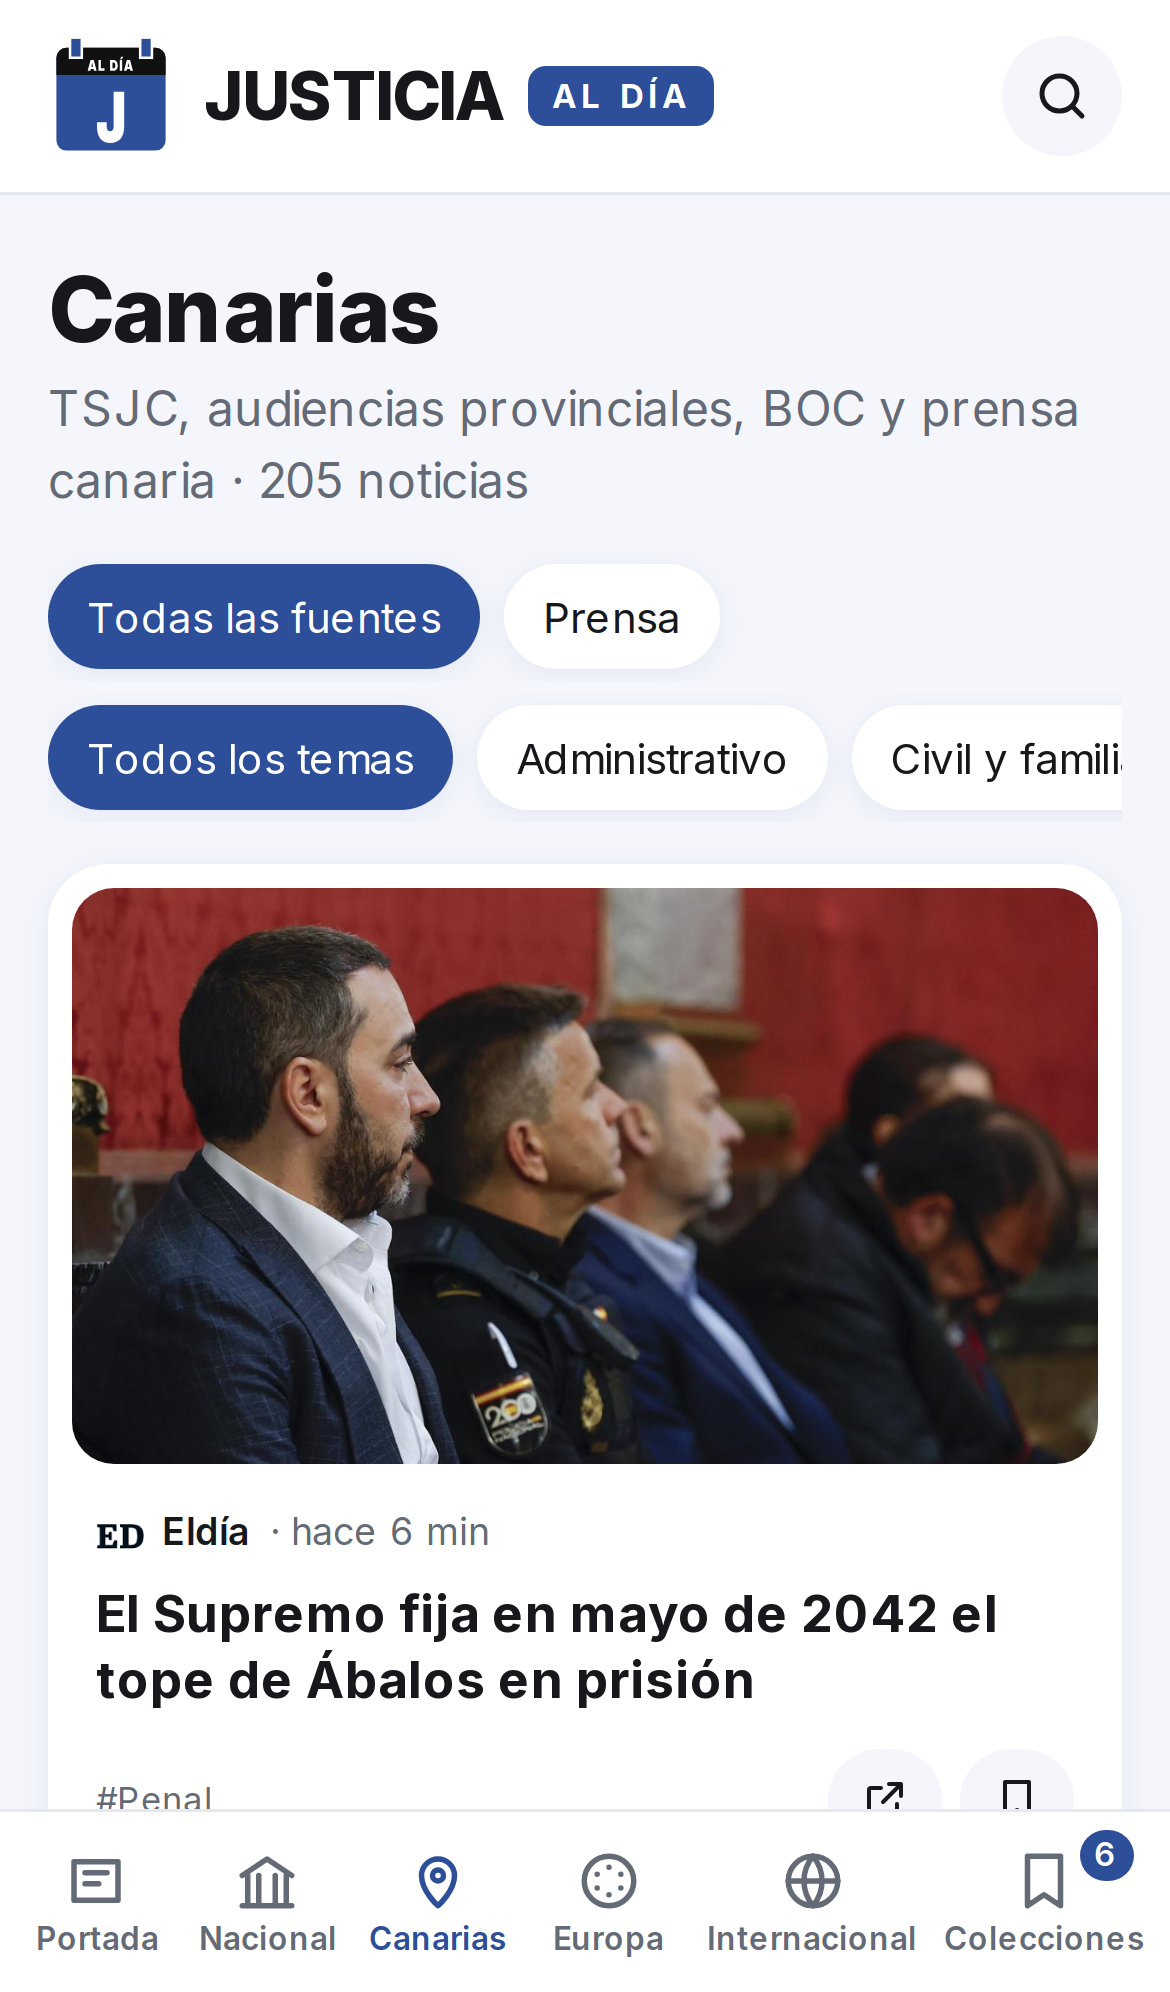 AL DÍA
J
JUSTICIA AL DÍA
Canarias
TSJC, audiencias provinciales, BOC y prensa
canaria · 205 noticias
Todas las fuentes Prensa
Todos los temas Administrativo Civil y famili
200
ED Eldía · hace 6 min
El Supremo fija en mayo de 2042 el
tope de Ábalos en prisión
#Penal
6
Portada Nacional Canarias Europa Internacional Colecciones